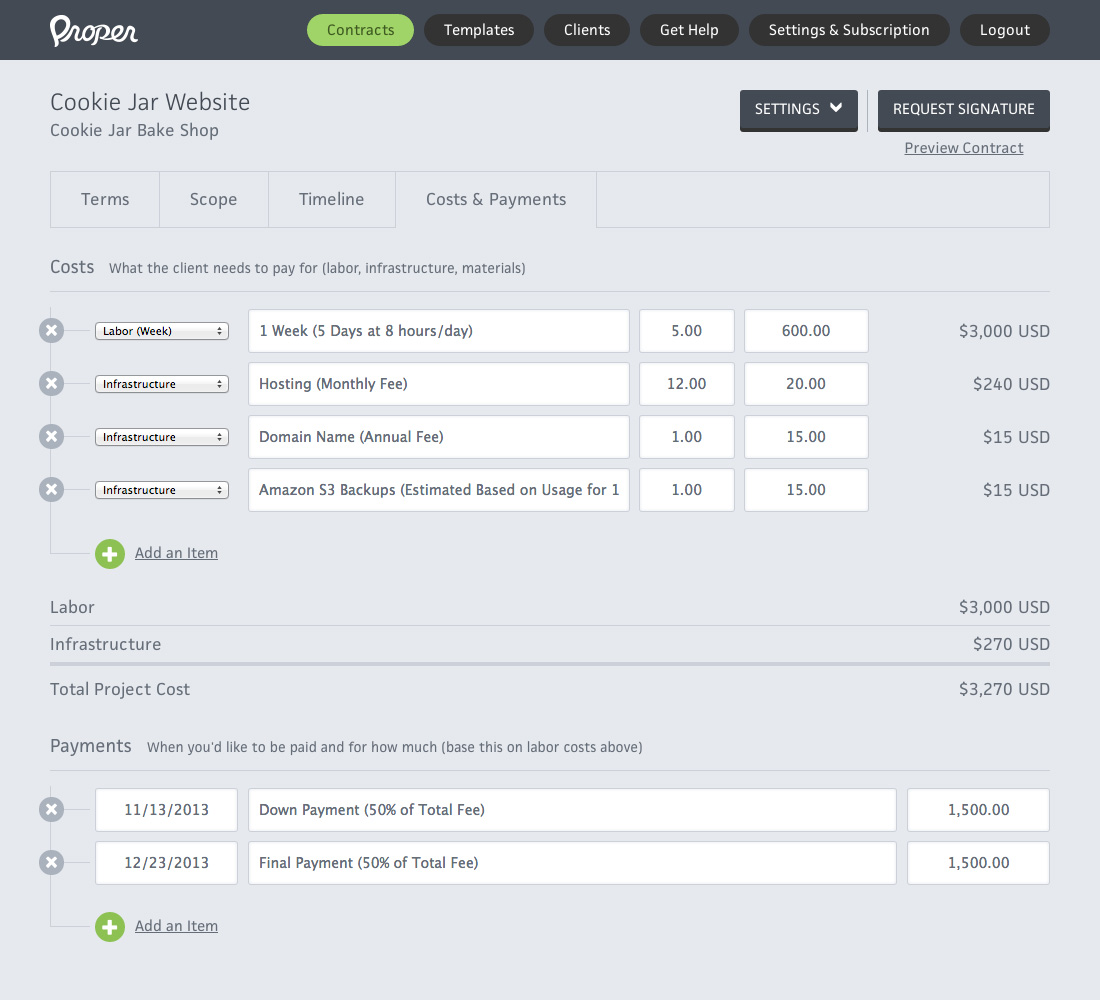 Proper Contracts Templates Clients Get Help Settings & Subscription Logout
Cookie Jar Website
Cookie Jar Bake Shop
SETTINGS REQUEST SIGNATURE
Preview Contract
Terms Scope Timeline Costs & Payments
Costs What the client needs to pay for (labor, infrastructure, materials)
Labor (Week) 1 Week (5 Days at 8 hours/day) 5.00 600.00 $3,000 USD
Infrastructure Hosting (Monthly Fee) 12.00 20.00 $240 USD
Infrastructure Domain Name (Annual Fee) 1.00 15.00 $15 USD
Infrastructure Amazon S3 Backups (Estimated Based on Usage for 1 1.00 15.00 $15 USD
Add an Item
Labor $3,000 USD
Infrastructure $270 USD
Total Project Cost $3,270 USD
Payments When you'd like to be paid and for how much (base this on labor costs above)
11/13/2013 Down Payment (50% of Total Fee) 1,500.00
12/23/2013 Final Payment (50% of Total Fee) 1,500.00
Add an Item